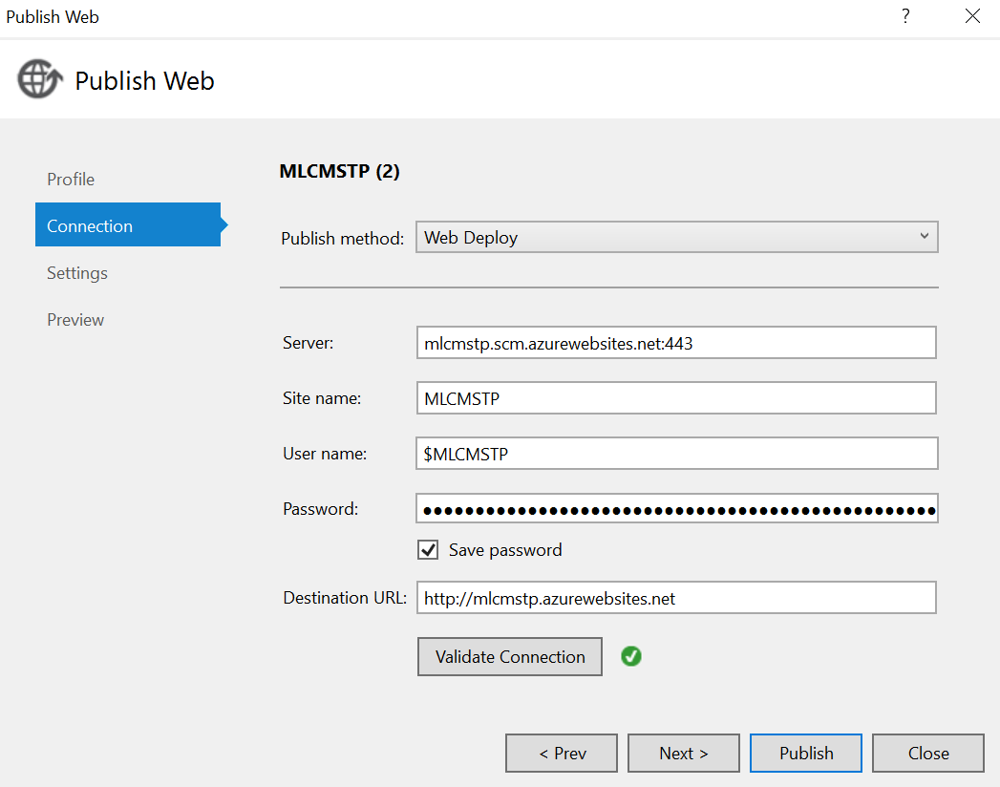 Publish Web
?
Publish Web
Profile
Connection
Settings
Preview
MLCMSTP (2)
Publish method: Web Deploy
Server: mlcmstp.scm.azurewebsites.net:443
Site name: MLCMSTP
User name: $MLCMSTP
Password: ●●●●●●●●●●●●●●●●●●●●●●●●●●●●●●●●●●●●●●●●●●●●●●●●●
Save password
Destination URL: http://mlcmstp.azurewebsites.net
Validate Connection
< Prev Next > Publish Close